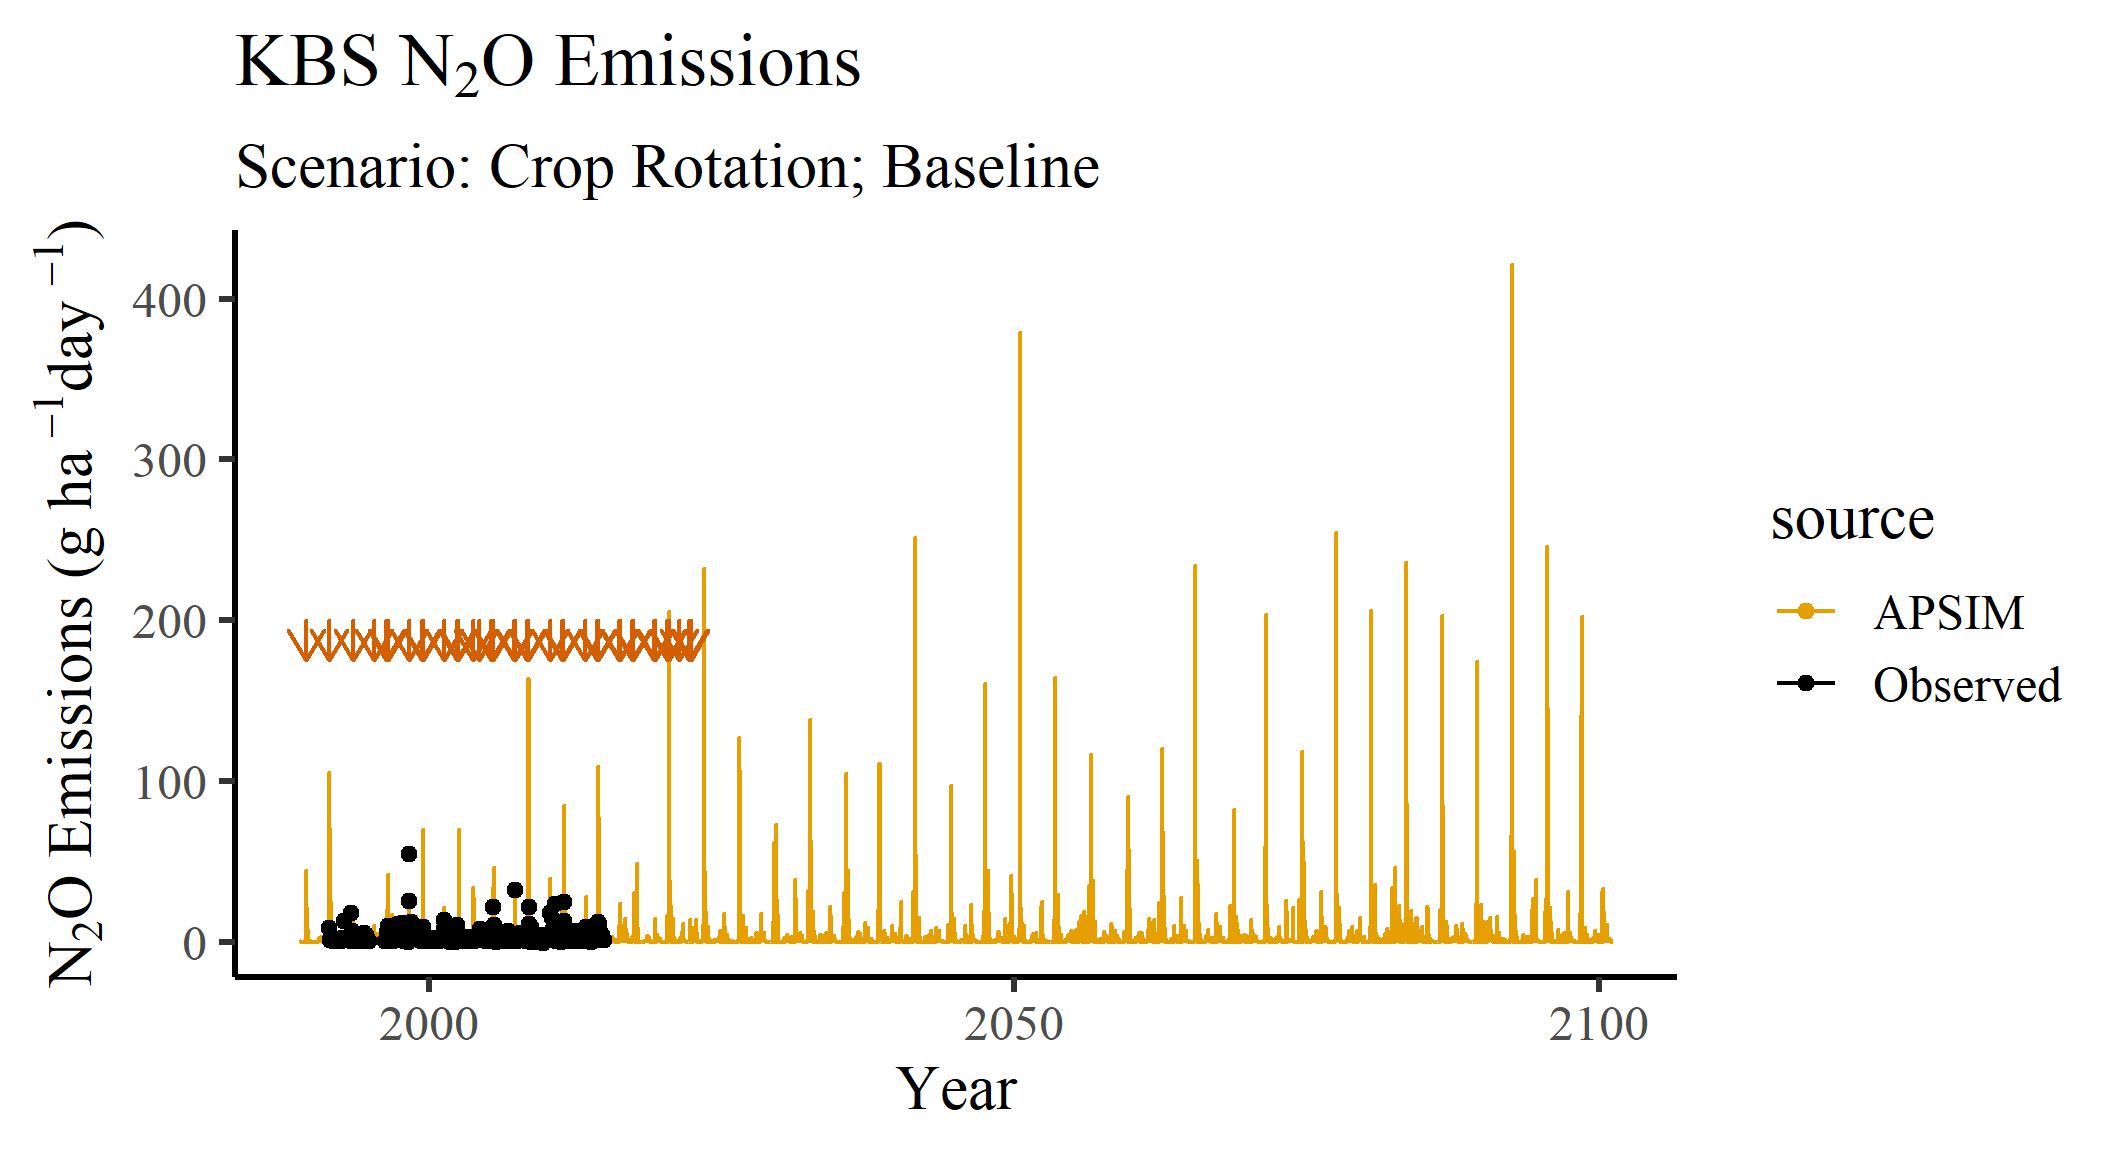 KBS N₂O Emissions
Scenario: Crop Rotation; Baseline
N₂O Emissions (g ha⁻¹day⁻¹)
400
300
200
100
0
2000 2050 2100
Year
source
APSIM
Observed